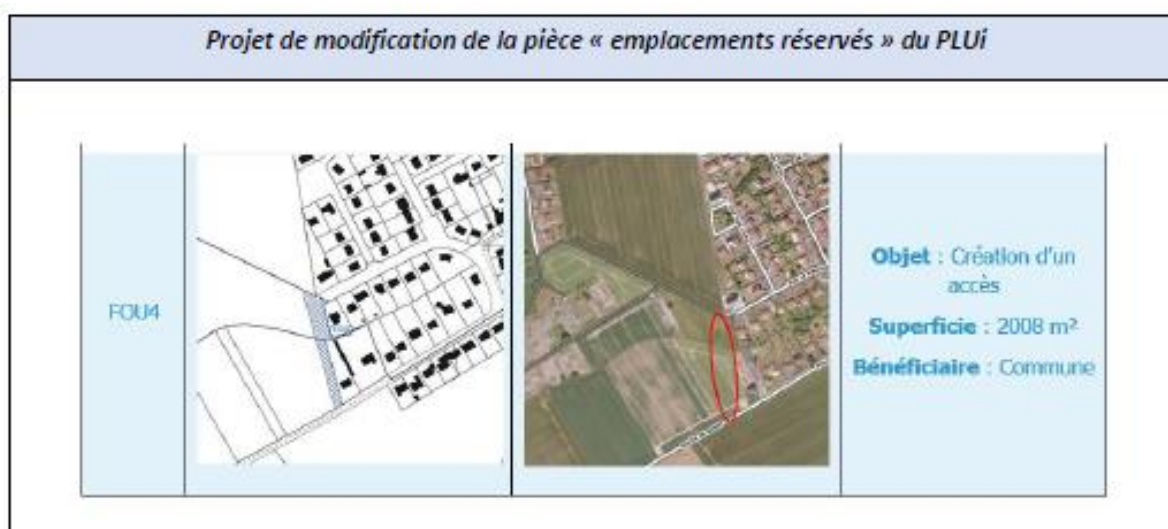 Projet de modification de la pièce « emplacements réservés » du PLUi
FOU4
Objet : Création d'un
accès
Superficie : 2008 m²
Bénéficiaire : Commune